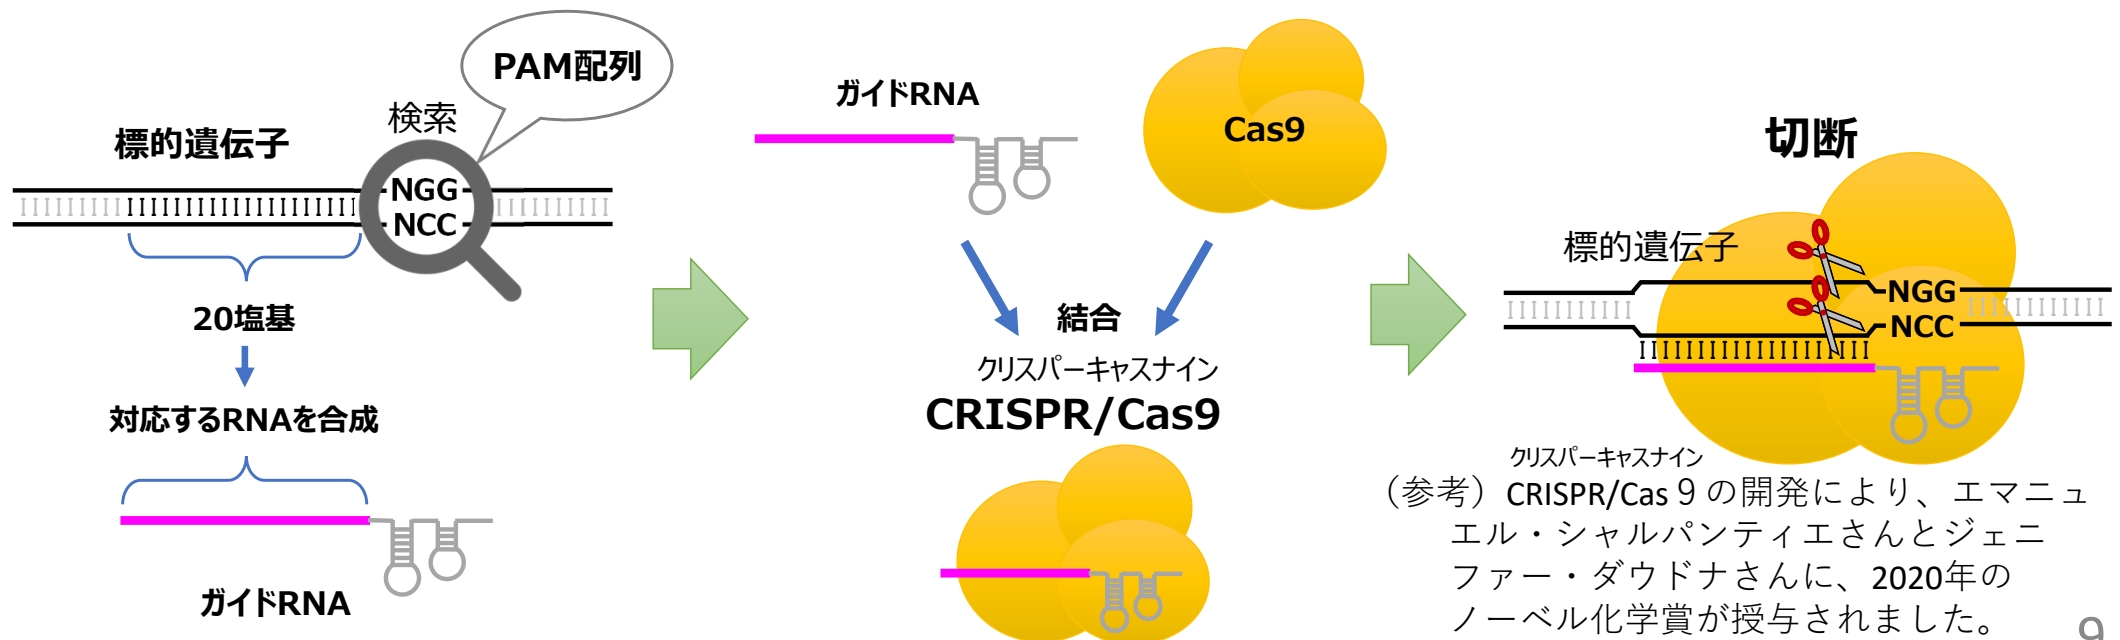 PAM配列
検索
標的遺伝子
NGG
NCC
20塩基
対応するRNAを合成
ガイドRNA
ガイドRNA
Cas9
結合
クリスパーキャスナイン
CRISPR/Cas9
切断
標的遺伝子
NGG
NCC
クリスパーキャスナイン
（参考）CRISPR/Cas９の開発により、エマニュ
エル・シャルパンティエさんとジェニ
ファー・ダウドナさんに、2020年の
ノーベル化学賞が授与されました。
9